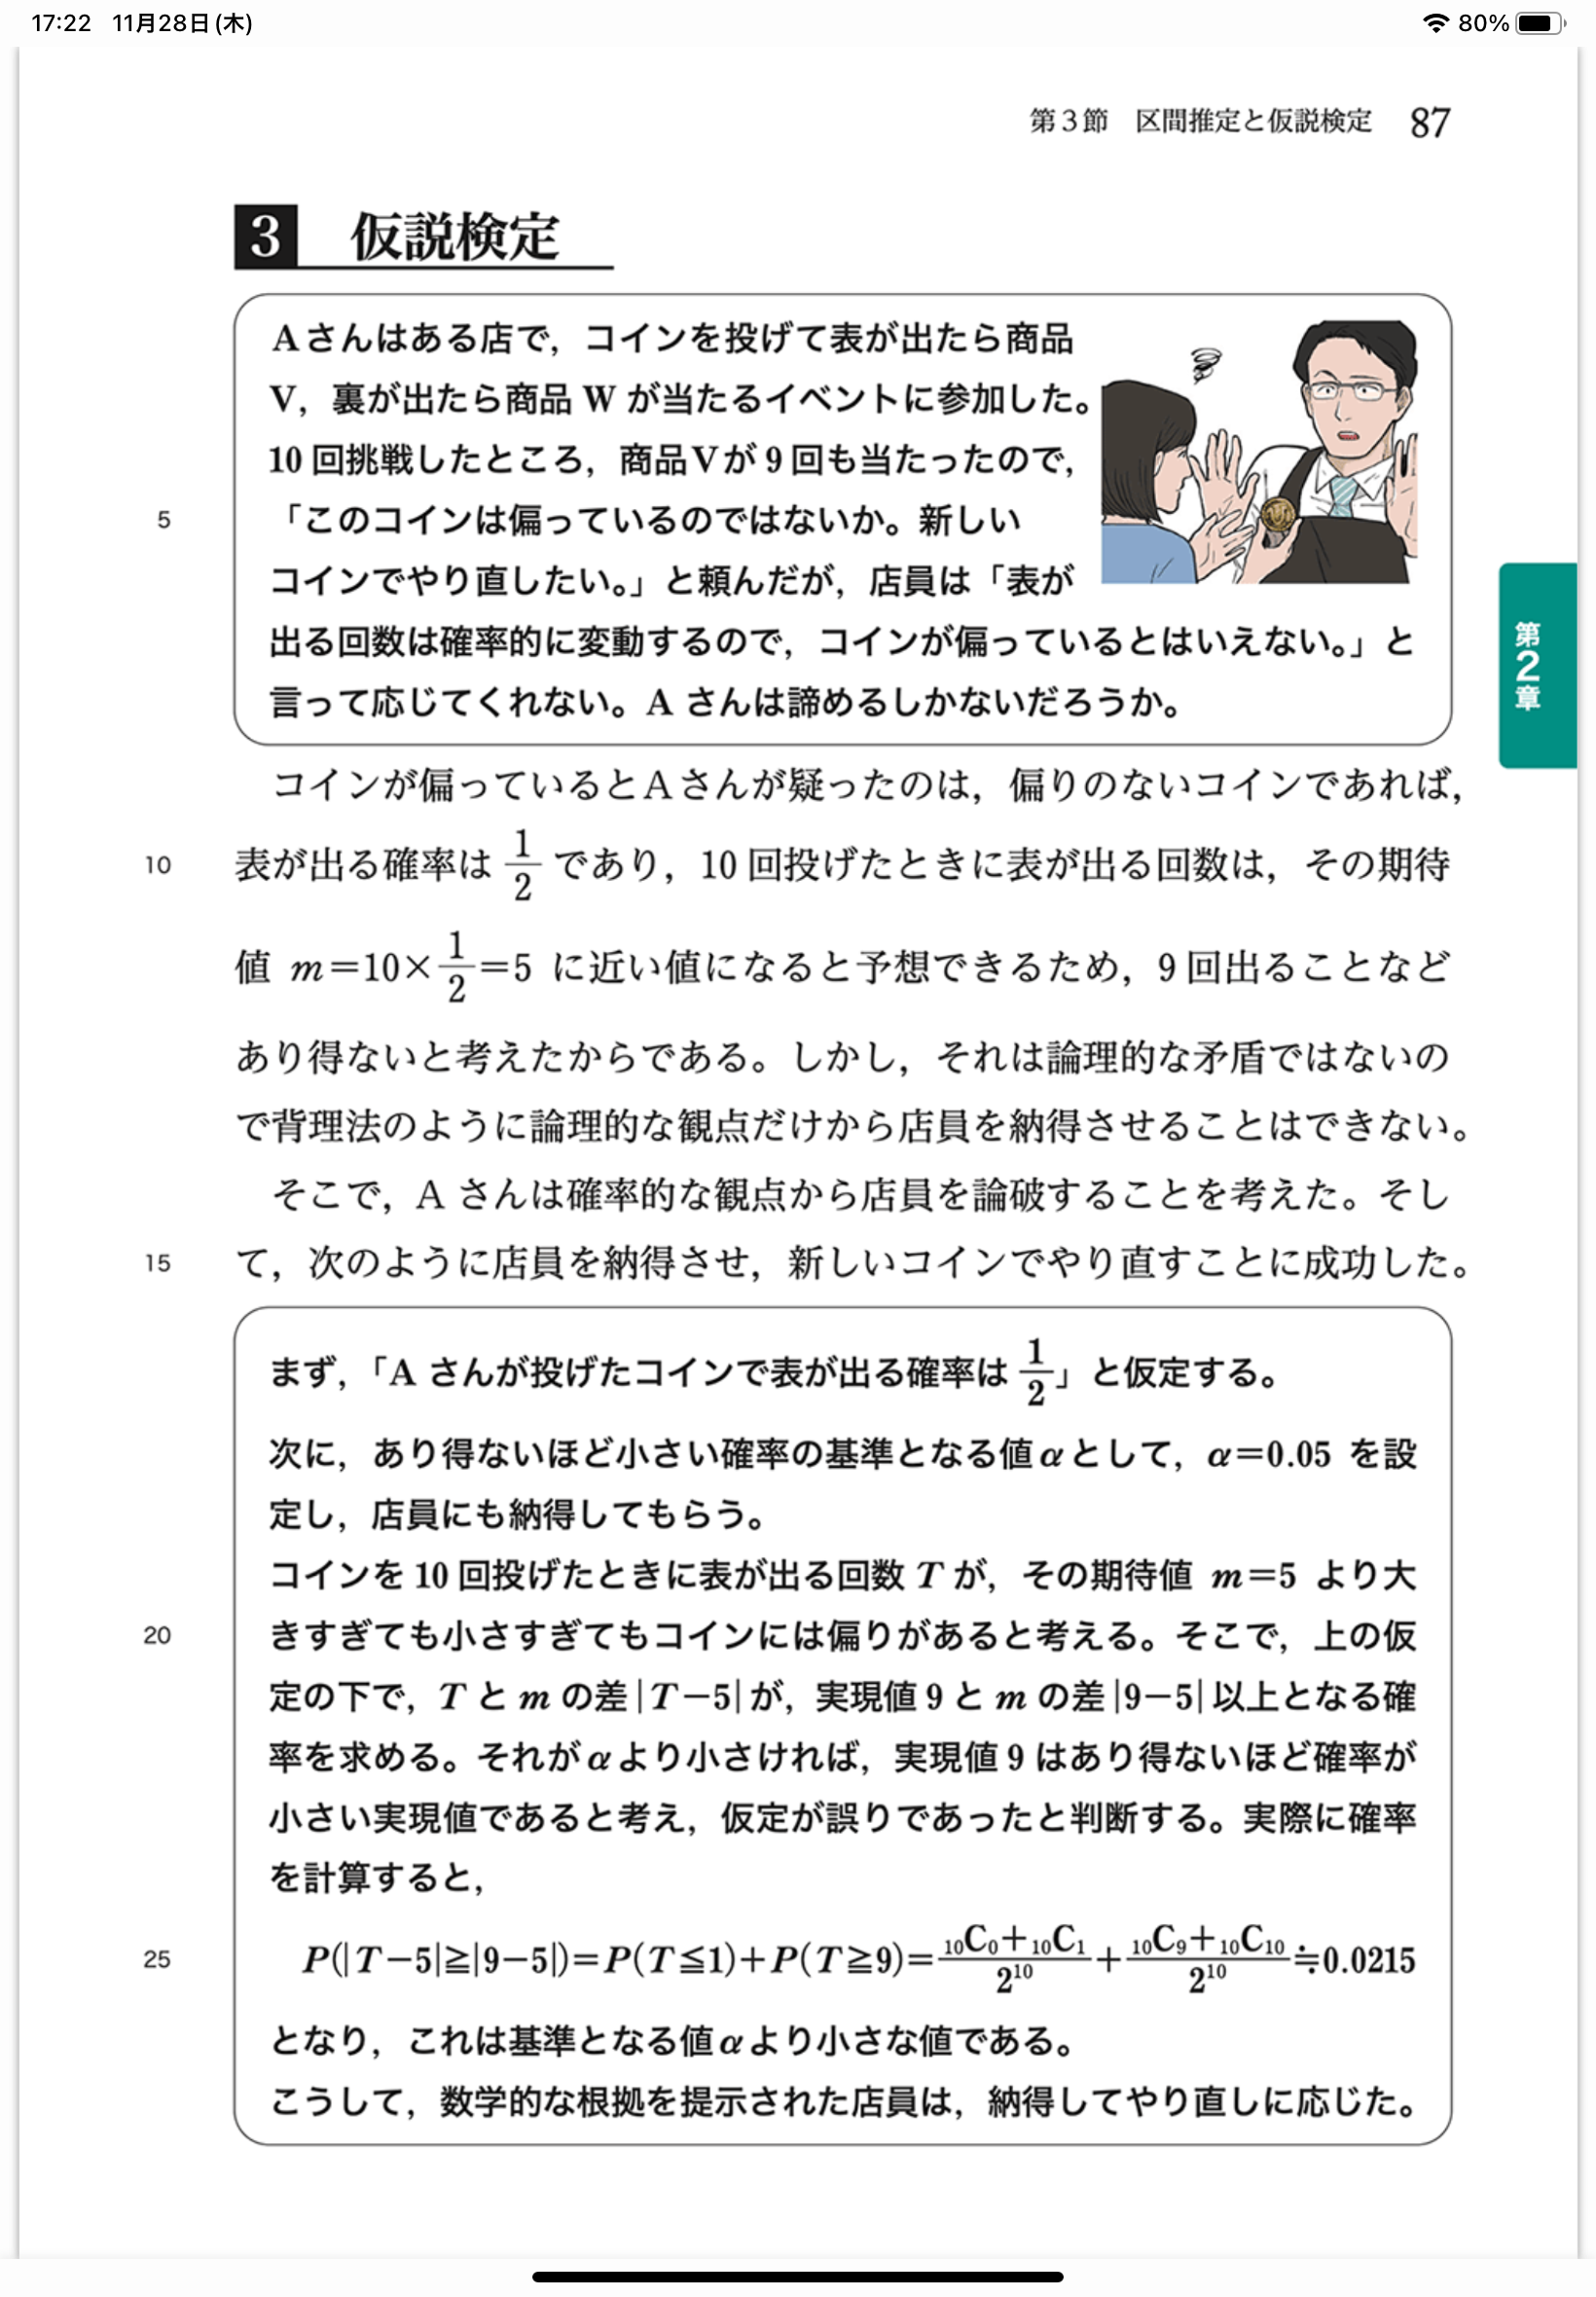 17:22 11月28日(木)
80%
第3節 区間推定と仮説検定 87
3 仮説検定
Aさんはある店で，コインを投げて表が出たら商品
V，裏が出たら商品 W が当たるイベントに参加した。
10 回挑戦したところ，商品Vが 9 回も当たったので，
5 「このコインは偏っているのではないか。新しい
コインでやり直したい。」と頼んだが，店員は「表が
出る回数は確率的に変動するので，コインが偏っているとはいえない。」と
言って応じてくれない。A さんは諦めるしかないだろうか。
第2章
コインが偏っているとAさんが疑ったのは，偏りのないコインであれば，
10 表が出る確率は 1/2 であり，10 回投げたときに表が出る回数は，その期待
値 m=10×1/2=5 に近い値になると予想できるため，9 回出ることなど
あり得ないと考えたからである。しかし，それは論理的な矛盾ではないの
で背理法のように論理的な観点だけから店員を納得させることはできない。
そこで，A さんは確率的な観点から店員を論破することを考えた。そし
15 て，次のように店員を納得させ，新しいコインでやり直すことに成功した。
まず，「A さんが投げたコインで表が出る確率は 1/2」と仮定する。
次に，あり得ないほど小さい確率の基準となる値αとして，α=0.05 を設
定し，店員にも納得してもらう。
コインを 10 回投げたときに表が出る回数 T が，その期待値 m=5 より大
20 きすぎても小さすぎてもコインには偏りがあると考える。そこで，上の仮
定の下で，T と m の差|T−5|が，実現値 9 と m の差|9−5|以上となる確
率を求める。それがαより小さければ，実現値 9 はあり得ないほど確率が
小さい実現値であると考え，仮定が誤りであったと判断する。実際に確率
を計算すると，
25 P(|T−5|≧|9−5|)=P(T≦1)+P(T≧9)=(₁₀C₀+₁₀C₁)/2¹⁰+(₁₀C₉+₁₀C₁₀)/2¹⁰≒0.0215
となり，これは基準となる値αより小さな値である。
こうして，数学的な根拠を提示された店員は，納得してやり直しに応じた。